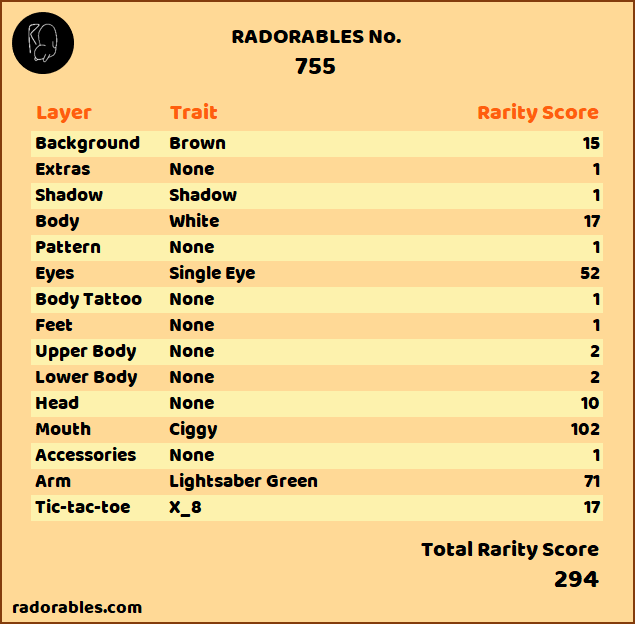 RADORABLES No.
755
Layer Trait Rarity Score
Background Brown 15
Extras None 1
Shadow Shadow 1
Body White 17
Pattern None 1
Eyes Single Eye 52
Body Tattoo None 1
Feet None 1
Upper Body None 2
Lower Body None 2
Head None 10
Mouth Ciggy 102
Accessories None 1
Arm Lightsaber Green 71
Tic-tac-toe X_8 17
Total Rarity Score
294
radorables.com